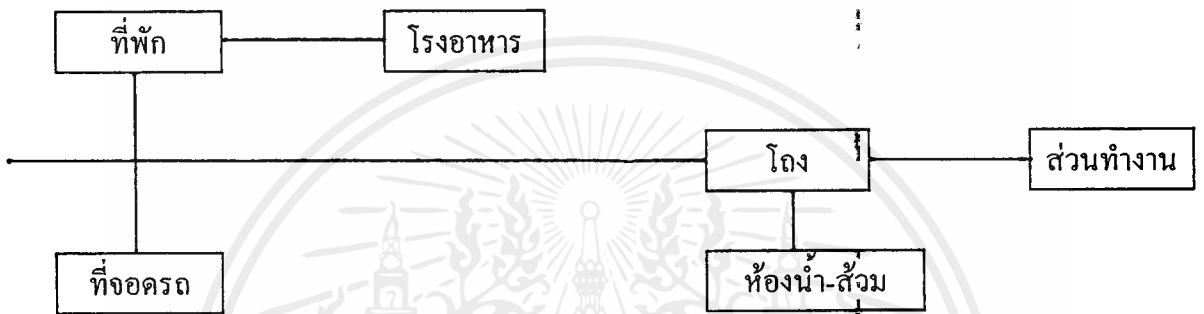 ที่พัก
โรงอาหาร
โถง
ส่วนทำงาน
ที่จอดรถ
ห้องน้ำ-ส้วม